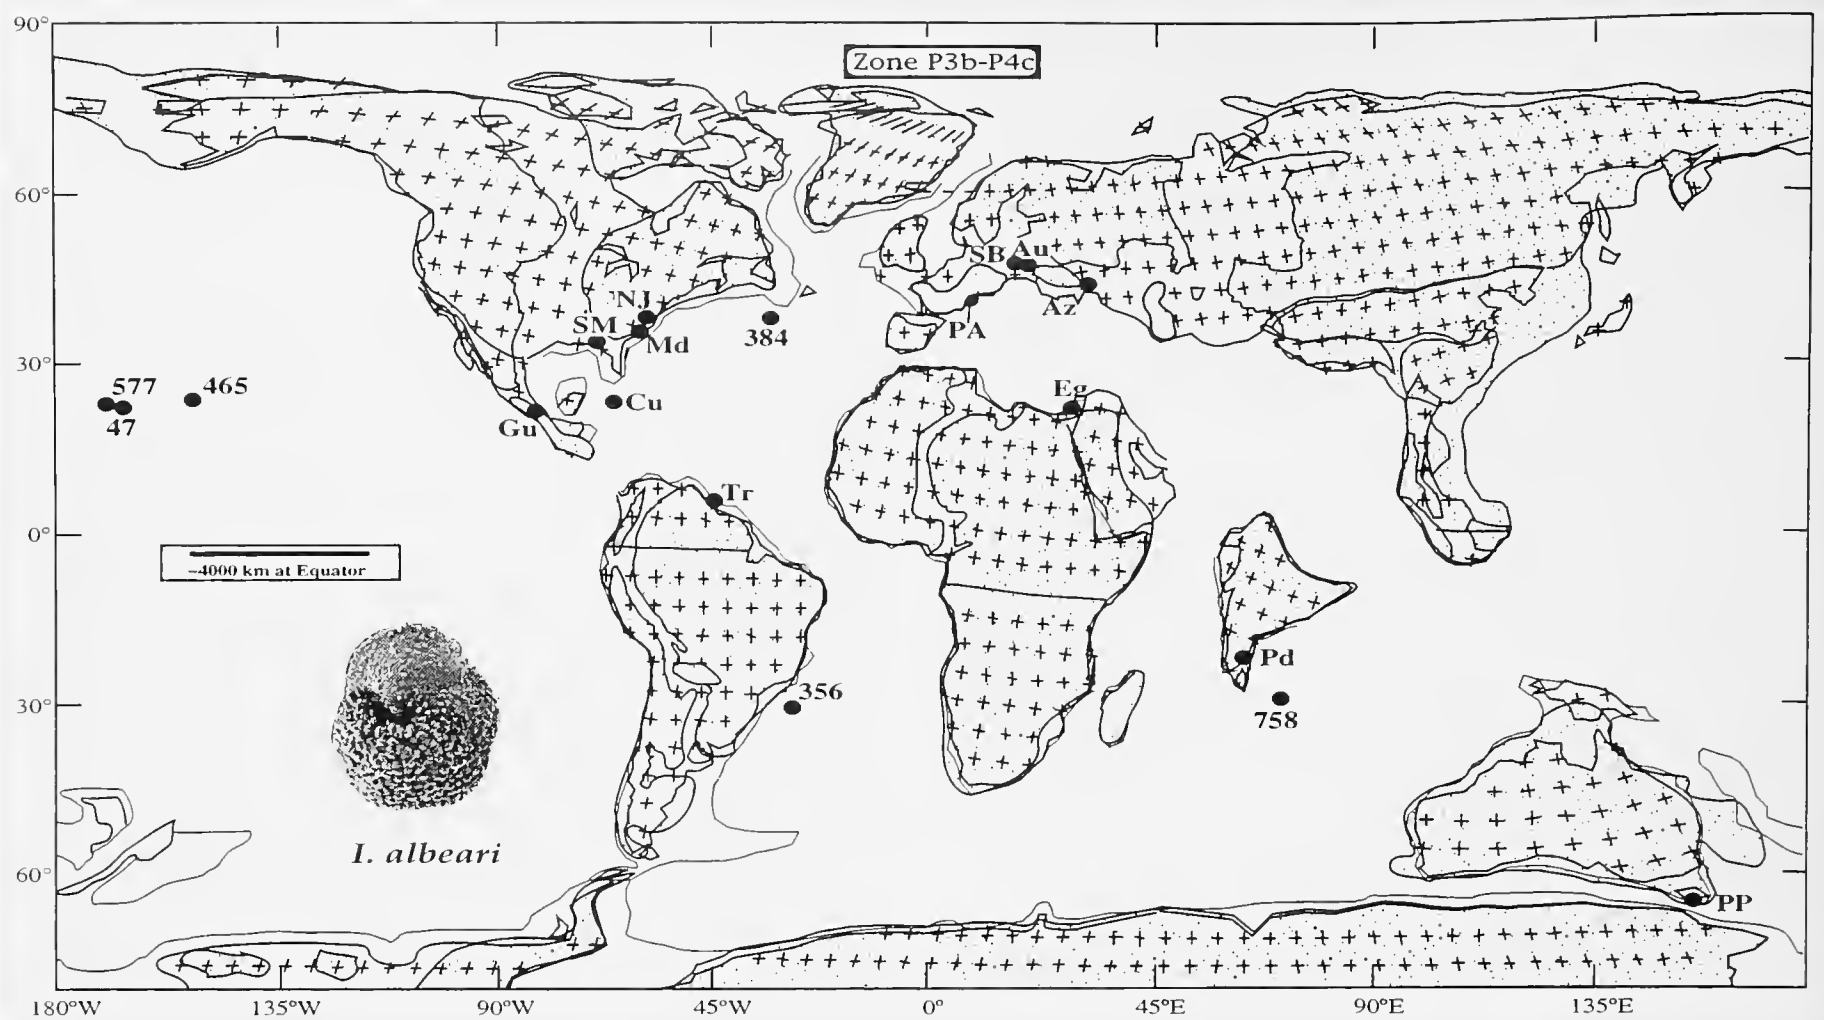 90°
Zone P3b-P4c
60°
SB Au
NJ
Az
SM
PA
Md
384
30°
577
465
Eg
47
Cu
Gu
Tr
0°
~4000 km at Equator
Pd
356
30°
758
I. albeari
60°
PP
180°W
135°W
90°W
45°W
0°
45°E
90°E
135°E